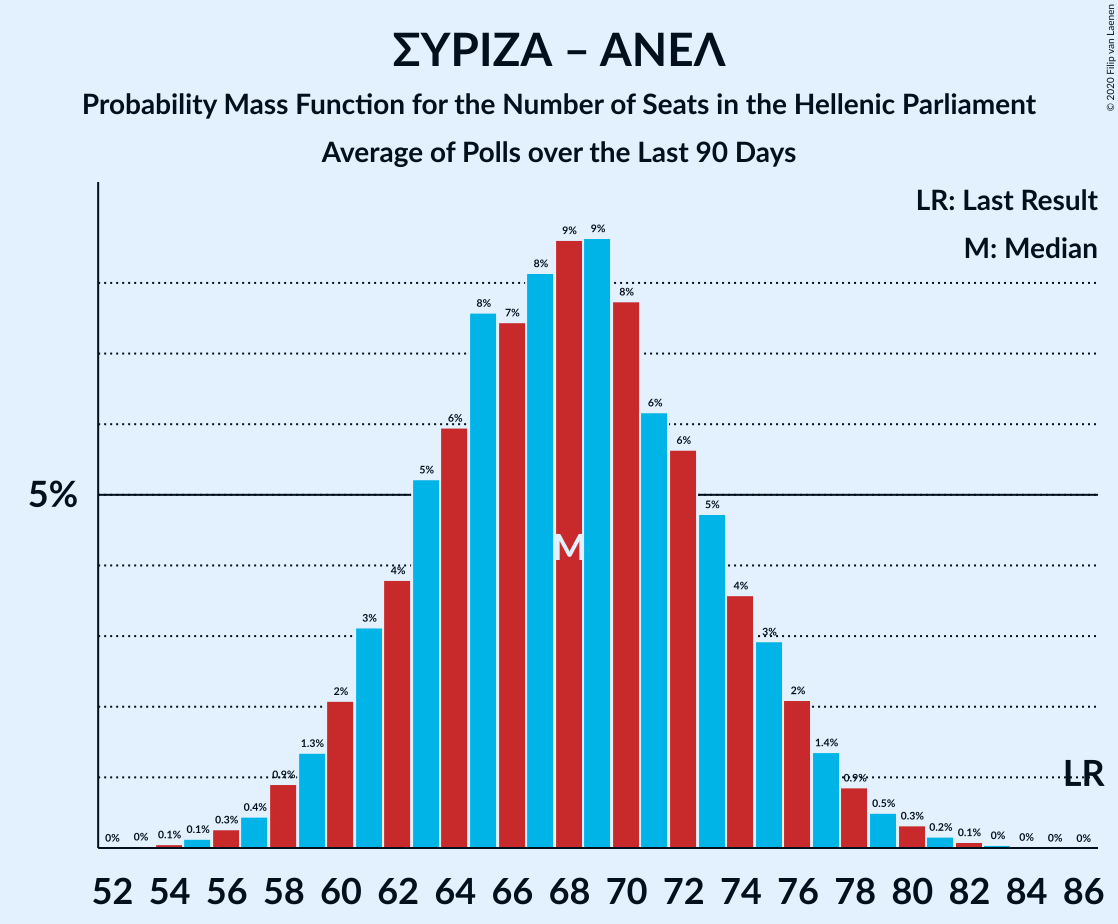 ΣΥΡΙΖΑ – ΑΝΕΛ
Probability Mass Function for the Number of Seats in the Hellenic Parliament
Average of Polls over the Last 90 Days
© 2020 Filip van Laenen
LR: Last Result
M: Median
5%
0% 0% 0.1% 0.1% 0.3% 0.4% 0.9% 1.3% 2% 3% 4% 5% 6% 8% 7% 8% 9% 9% 8% 6% 6% 5% 4% 3% 2% 1.4% 0.9% 0.5% 0.3% 0.2% 0.1% 0% 0% 0% 0%
M
LR
52 54 56 58 60 62 64 66 68 70 72 74 76 78 80 82 84 86